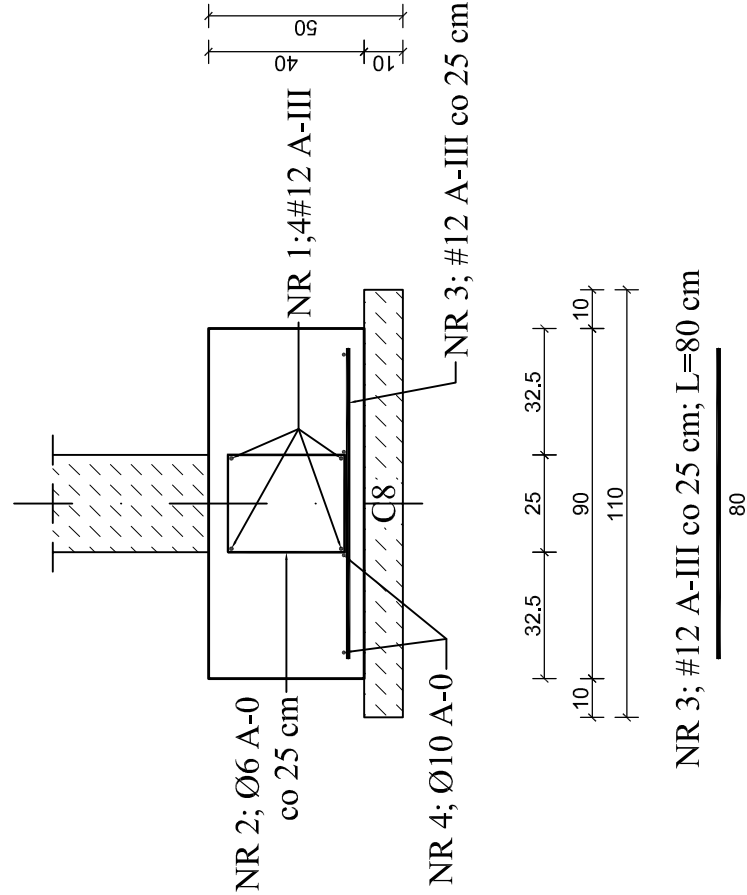 50
40
10
NR 1;4#12 A-III
NR 3; #12 A-III co 25 cm
C8
NR 2; Ø6 A-0
co 25 cm
NR 4; Ø10 A-0
32.5
25
32.5
10
90
10
110
NR 3; #12 A-III co 25 cm; L=80 cm
80